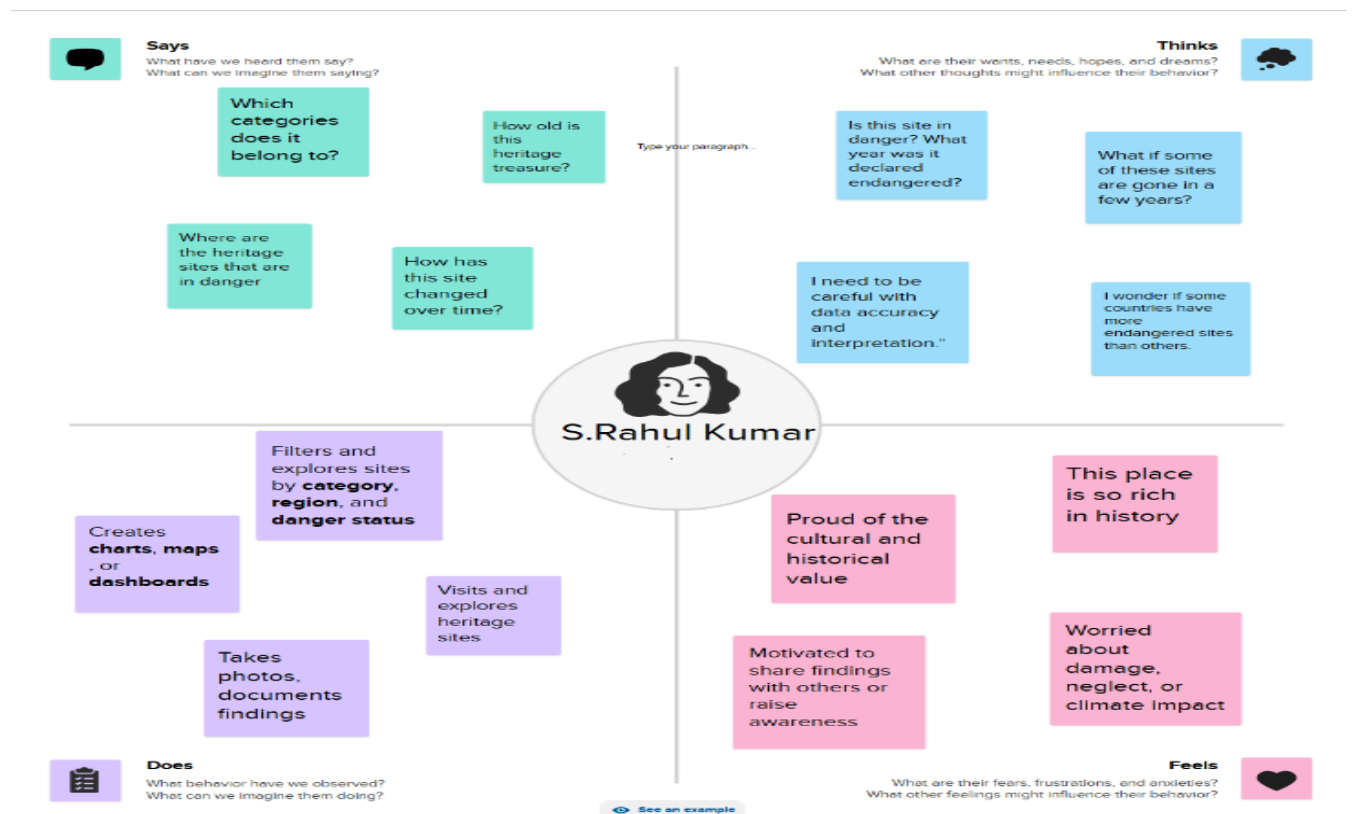 Says
What have we heard them say?
What can we imagine them saying?
Which
categories
does it
belong to?
How old is
this
heritage
treasure?
Where are
the heritage
sites that are
in danger
How has
this site
changed
over time?
Type your paragraph...
Thinks
What are their wants, needs, hopes, and dreams?
What other thoughts might influence their behavior?
Is this site in
danger? What
year was it
declared
endangered?
What if some
of these sites
are gone in a
few years?
I need to be
careful with
data accuracy
and
interpretation."
I wonder if some
countries have
more
endangered sites
than others.
S.Rahul Kumar
Filters and
explores sites
by category,
region, and
danger status
Creates
charts, maps
, or
dashboards
Visits and
explores
heritage
sites
Takes
photos,
documents
findings
Does
What behavior have we observed?
What can we imagine them doing?
This place
is so rich
in history
Proud of the
cultural and
historical
value
Motivated to
share findings
with others or
raise
awareness
Worried
about
damage,
neglect, or
climate impact
Feels
What are their fears, frustrations, and anxieties?
What other feelings might influence their behavior?
See an example